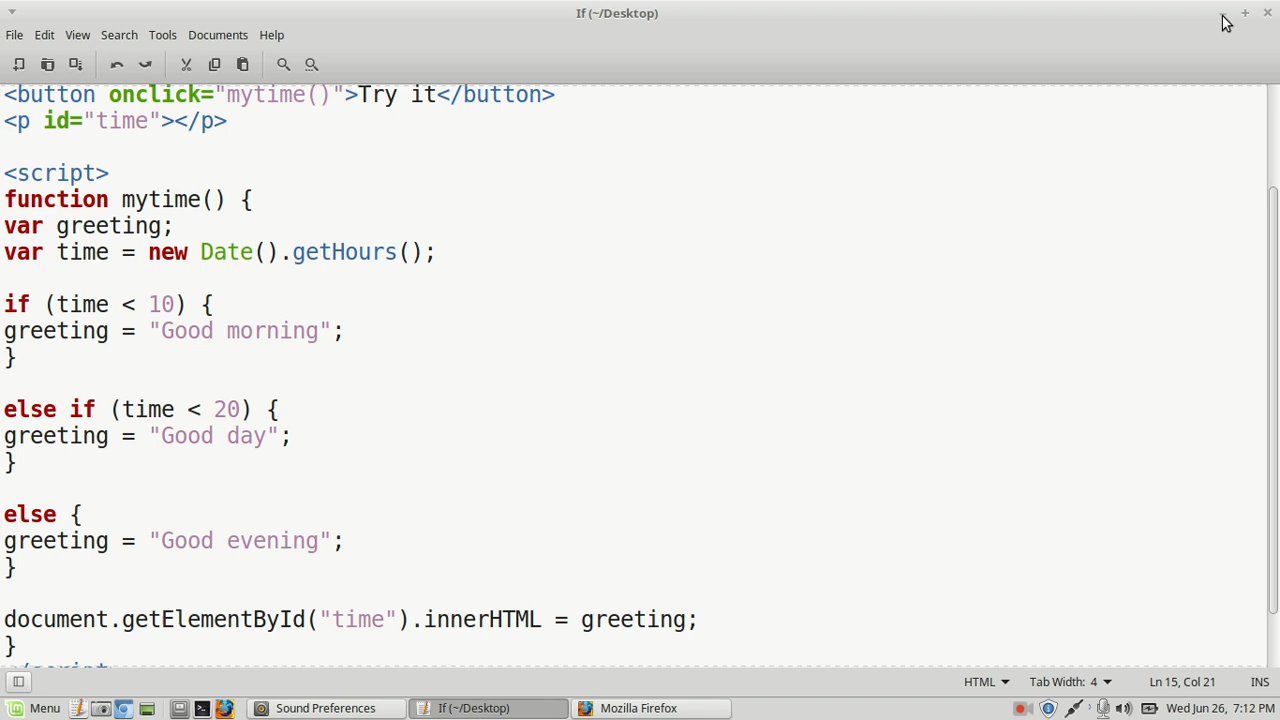 If (~/Desktop)
File Edit View Search Tools Documents Help
<button onclick="mytime()">Try it</button>
<p id="time"></p>
<script>
function mytime() {
var greeting;
var time = new Date().getHours();
if (time < 10) {
greeting = "Good morning";
}
else if (time < 20) {
greeting = "Good day";
}
else {
greeting = "Good evening";
}
document.getElementById("time").innerHTML = greeting;
}
</script>
HTML Tab Width: 4 Ln 15, Col 21 INS
Menu Sound Preferences If (~/Desktop) Mozilla Firefox Wed Jun 26, 7:12 PM